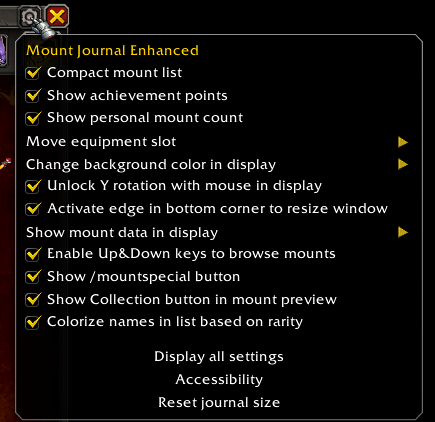 Mount Journal Enhanced
Compact mount list
Show achievement points
Show personal mount count
Move equipment slot
Change background color in display
Unlock Y rotation with mouse in display
Activate edge in bottom corner to resize window
Show mount data in display
Enable Up&Down keys to browse mounts
Show /mountspecial button
Show Collection button in mount preview
Colorize names in list based on rarity
Display all settings
Accessibility
Reset journal size